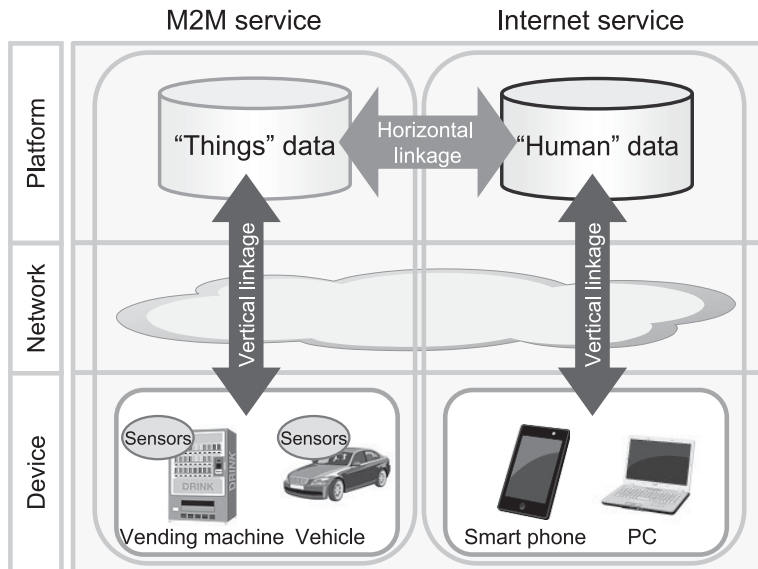 M2M service
Internet service
Platform
“Things” data
Horizontal
linkage
“Human” data
Vertical linkage
Vertical linkage
Network
Device
Sensors
Sensors
DRINK
DRINK
Vending machine
Vehicle
Smart phone
PC